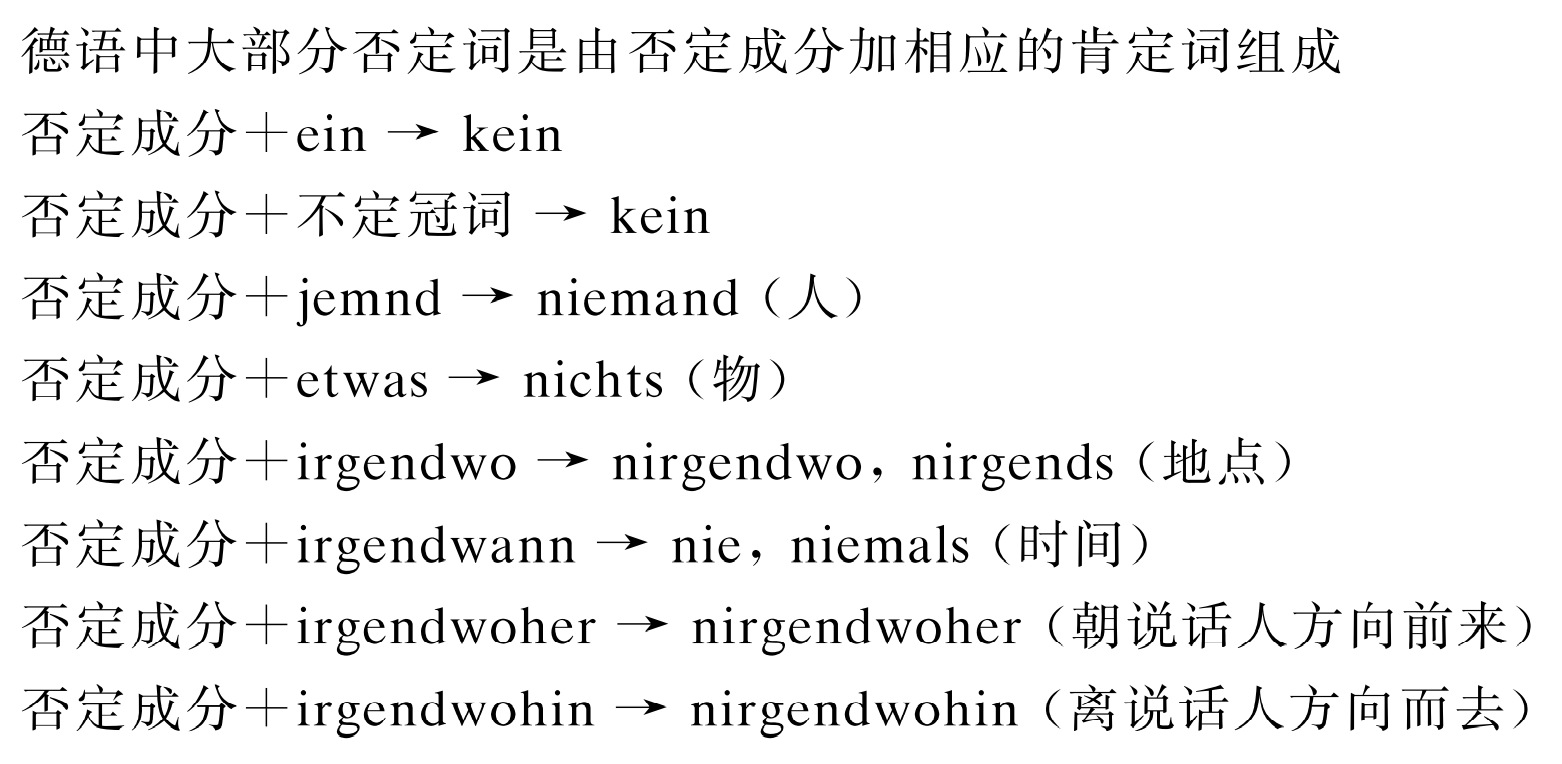 德语中大部分否定词是由否定成分加相应的肯定词组成
否定成分＋ein → kein
否定成分＋不定冠词 → kein
否定成分＋jemnd → niemand（人）
否定成分＋etwas → nichts（物）
否定成分＋irgendwo → nirgendwo，nirgends（地点）
否定成分＋irgendwann → nie，niemals（时间）
否定成分＋irgendwoher → nirgendwoher（朝说话人方向前来）
否定成分＋irgendwohin → nirgendwohin（离说话人方向而去）